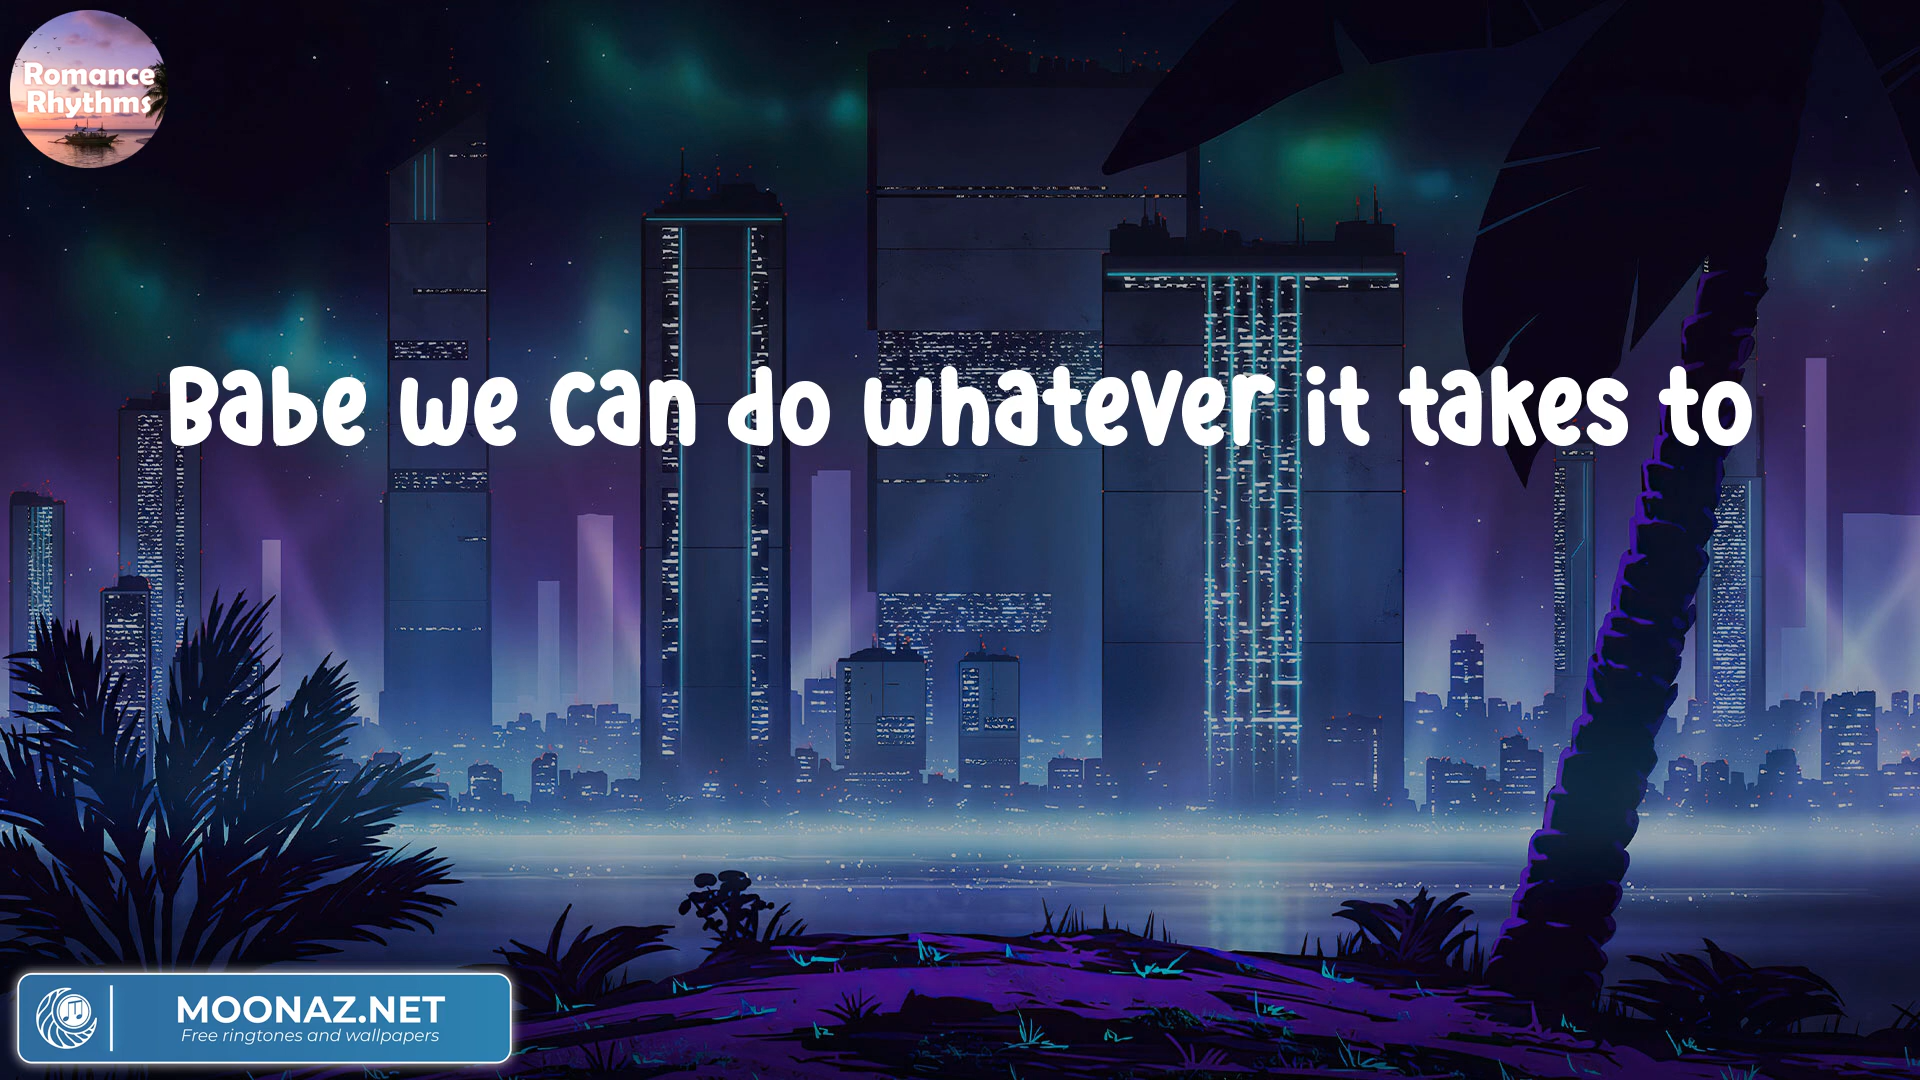 Romance
Rhythms
Babe we can do whatever it takes to
MOONAZ.NET
Free ringtones and wallpapers